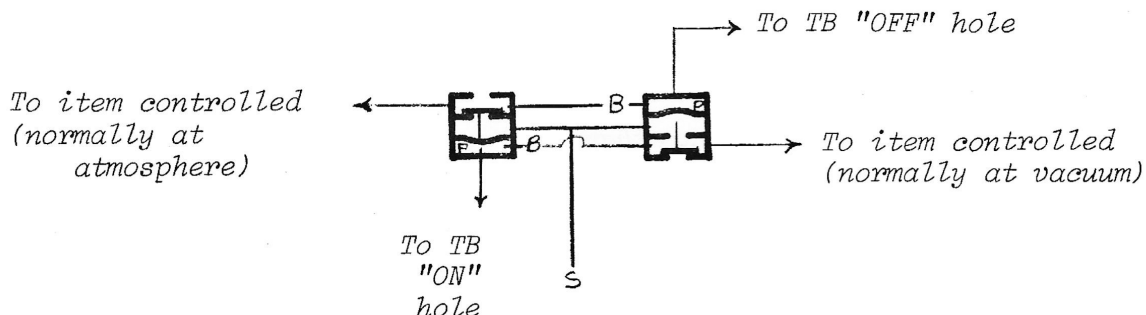 To TB "OFF" hole
To item controlled
(normally at
atmosphere)
B
P
B
P
To item controlled
(normally at vacuum)
To TB
"ON"
hole
S